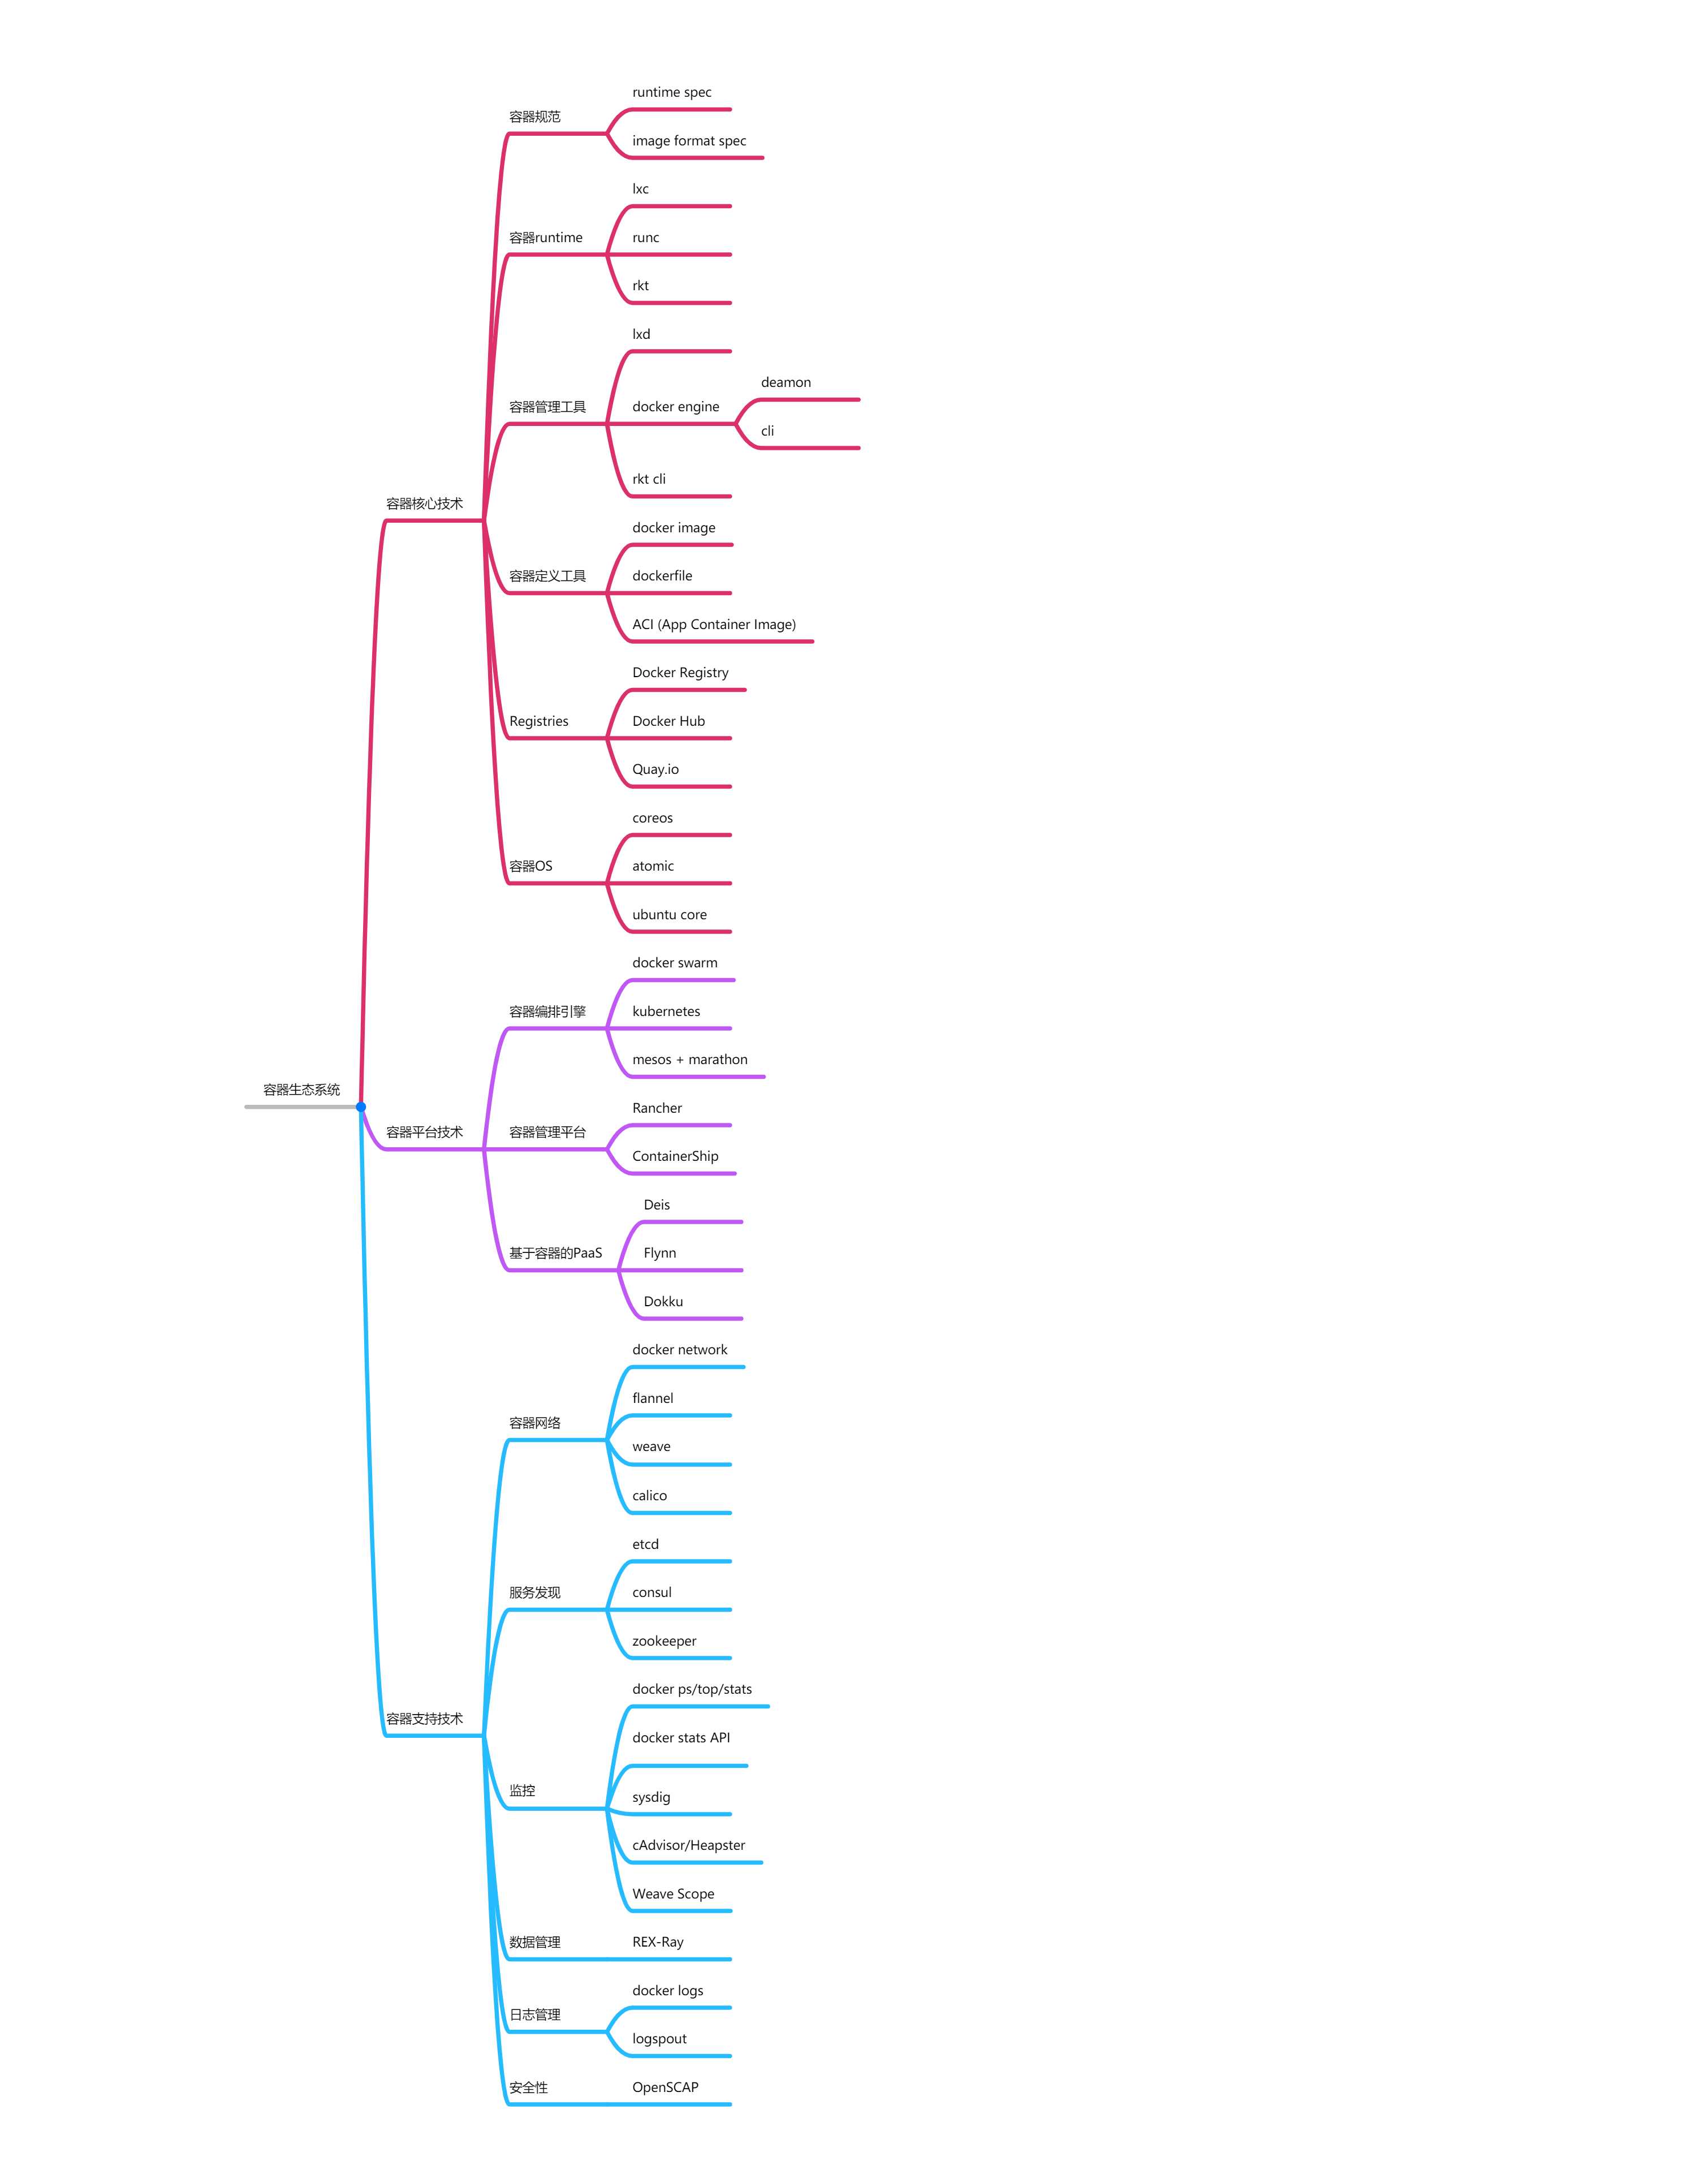 容器生态系统
容器核心技术
容器规范
runtime spec
image format spec
容器runtime
lxc
runc
rkt
容器管理工具
lxd
docker engine
deamon
cli
rkt cli
容器定义工具
docker image
dockerfile
ACI (App Container Image)
Registries
Docker Registry
Docker Hub
Quay.io
容器OS
coreos
atomic
ubuntu core
容器平台技术
容器编排引擎
docker swarm
kubernetes
mesos + marathon
容器管理平台
Rancher
ContainerShip
基于容器的PaaS
Deis
Flynn
Dokku
容器支持技术
容器网络
docker network
flannel
weave
calico
服务发现
etcd
consul
zookeeper
监控
docker ps/top/stats
docker stats API
sysdig
cAdvisor/Heapster
Weave Scope
数据管理
REX-Ray
日志管理
docker logs
logspout
安全性
OpenSCAP